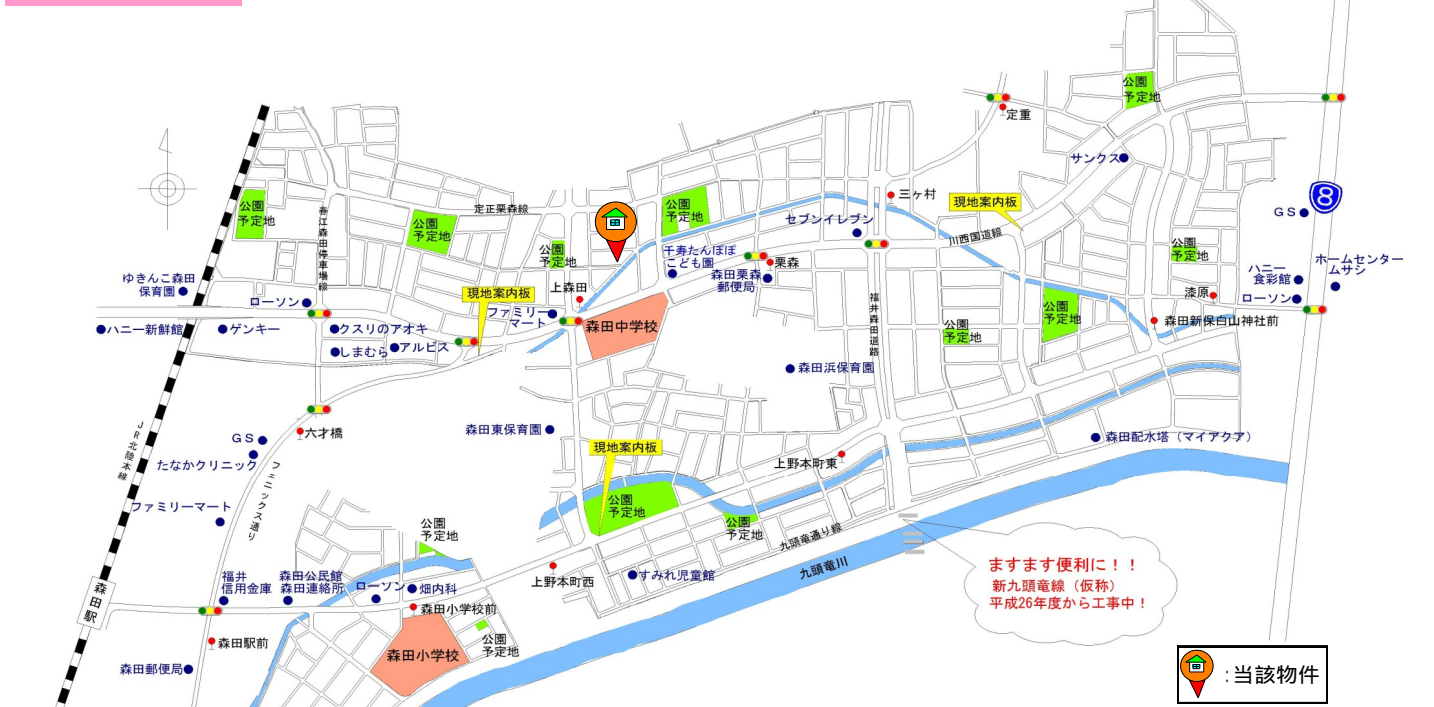 公園
予定地
定重
サンクス
8
公園
予定地
春江森田停車場線
公園
予定地
定正栗森線
公園
予定地
公園
予定地
三ヶ村
現地案内板
セブンイレブン
川西国道線
GS
公園
予定地
千寿たんぽぽ
こども園
森田栗森
郵便局
栗森
ホームセンター
ムサシ
ハニー
食彩館
ローソン
漆原
ゆきんこ森田
保育園
ローソン
現地案内板
上森田
ファミリー
マート
森田中学校
福井森田道路
公園
予定地
公園
予定地
森田新保白山神社前
ハニー新鮮館
ゲンキー
クスリのアオキ
しまむら
アルビス
森田浜保育園
JR北陸本線
GS
六才橋
たなかクリニック
フェニックス通り
ファミリーマート
森田東保育園
現地案内板
上野本町東
森田配水塔(マイアクア)
公園
予定地
公園
予定地
公園
予定地
九頭竜通り線
九頭竜川
ますます便利に!!
新九頭竜線(仮称)
平成26年度から工事中!
森田駅
福井
信用金庫
森田公民館
森田連絡所
ローソン
畑内科
上野本町西
すみれ児童館
森田小学校前
森田駅前
森田郵便局
森田小学校
公園
予定地
:当該物件